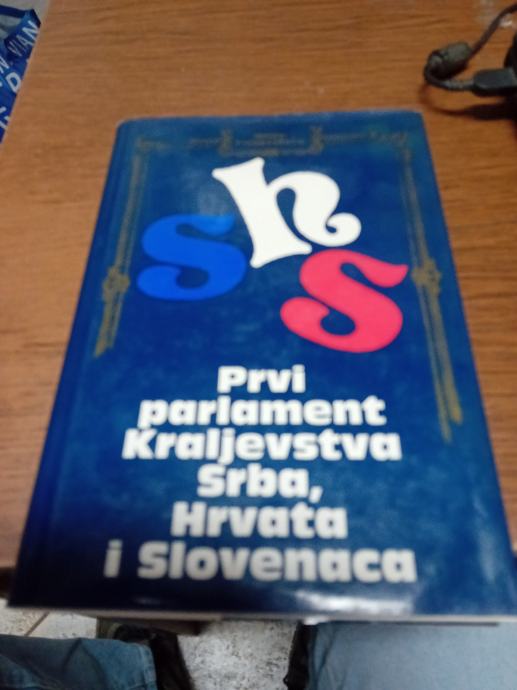 shs
Prvi
parlament
Kraljevstva
Srba,
Hrvata
i Slovenaca